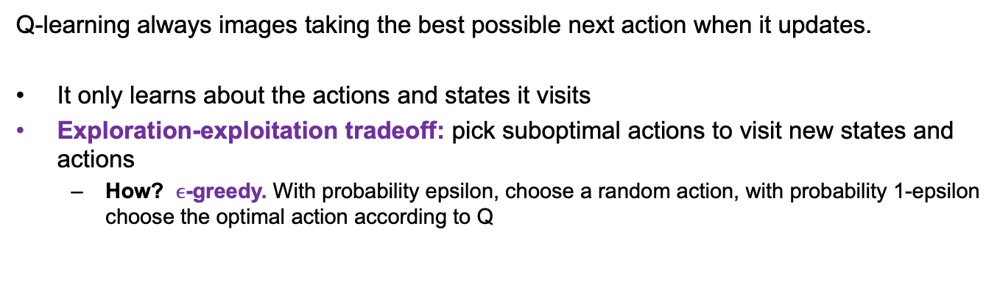 Q-learning always images taking the best possible next action when it updates.
• It only learns about the actions and states it visits
• Exploration-exploitation tradeoff: pick suboptimal actions to visit new states and
actions
– How? ϵ-greedy. With probability epsilon, choose a random action, with probability 1-epsilon
choose the optimal action according to Q